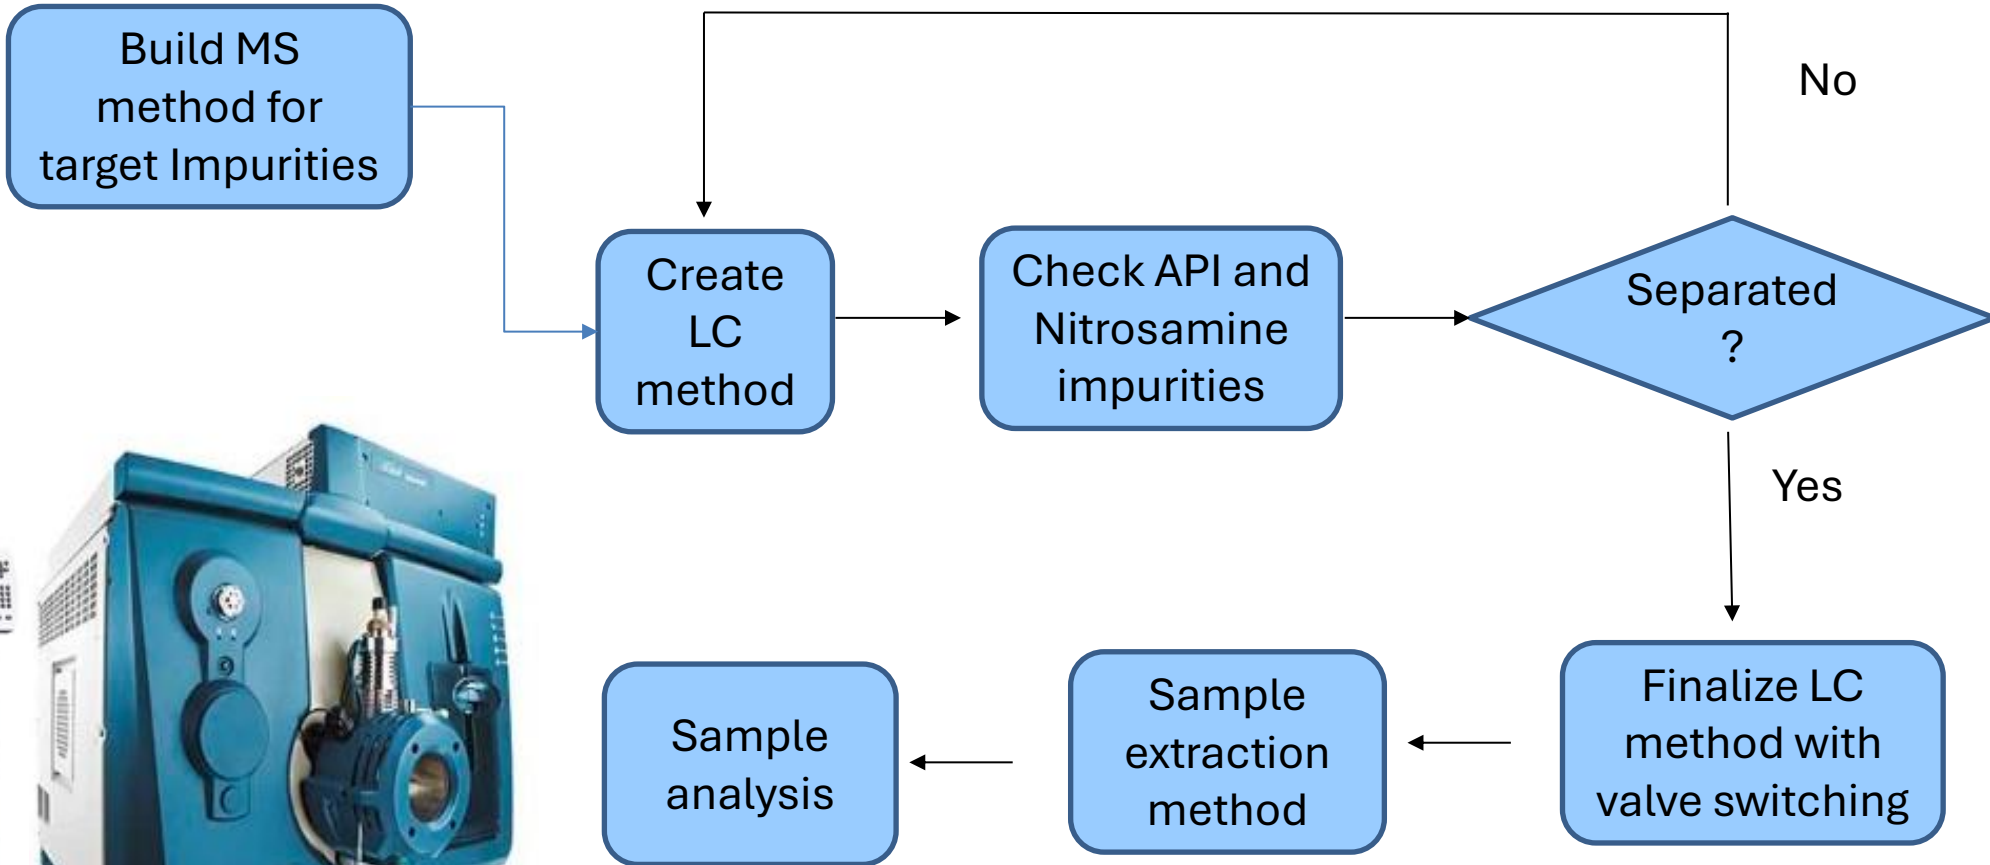 Build MS
method for
target Impurities
No
Create
LC
method
Check API and
Nitrosamine
impurities
Separated
?
Yes
Finalize LC
method with
valve switching
Sample
extraction
method
Sample
analysis